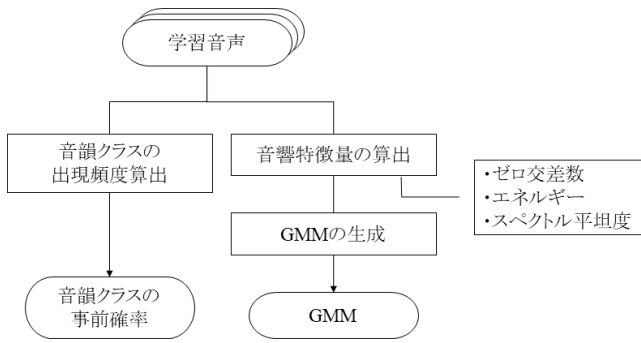 学習音声
音韻クラスの
出現頻度算出
音響特徴量の算出
・ゼロ交差数
・エネルギー
・スペクトル平坦度
GMMの生成
音韻クラスの
事前確率
GMM